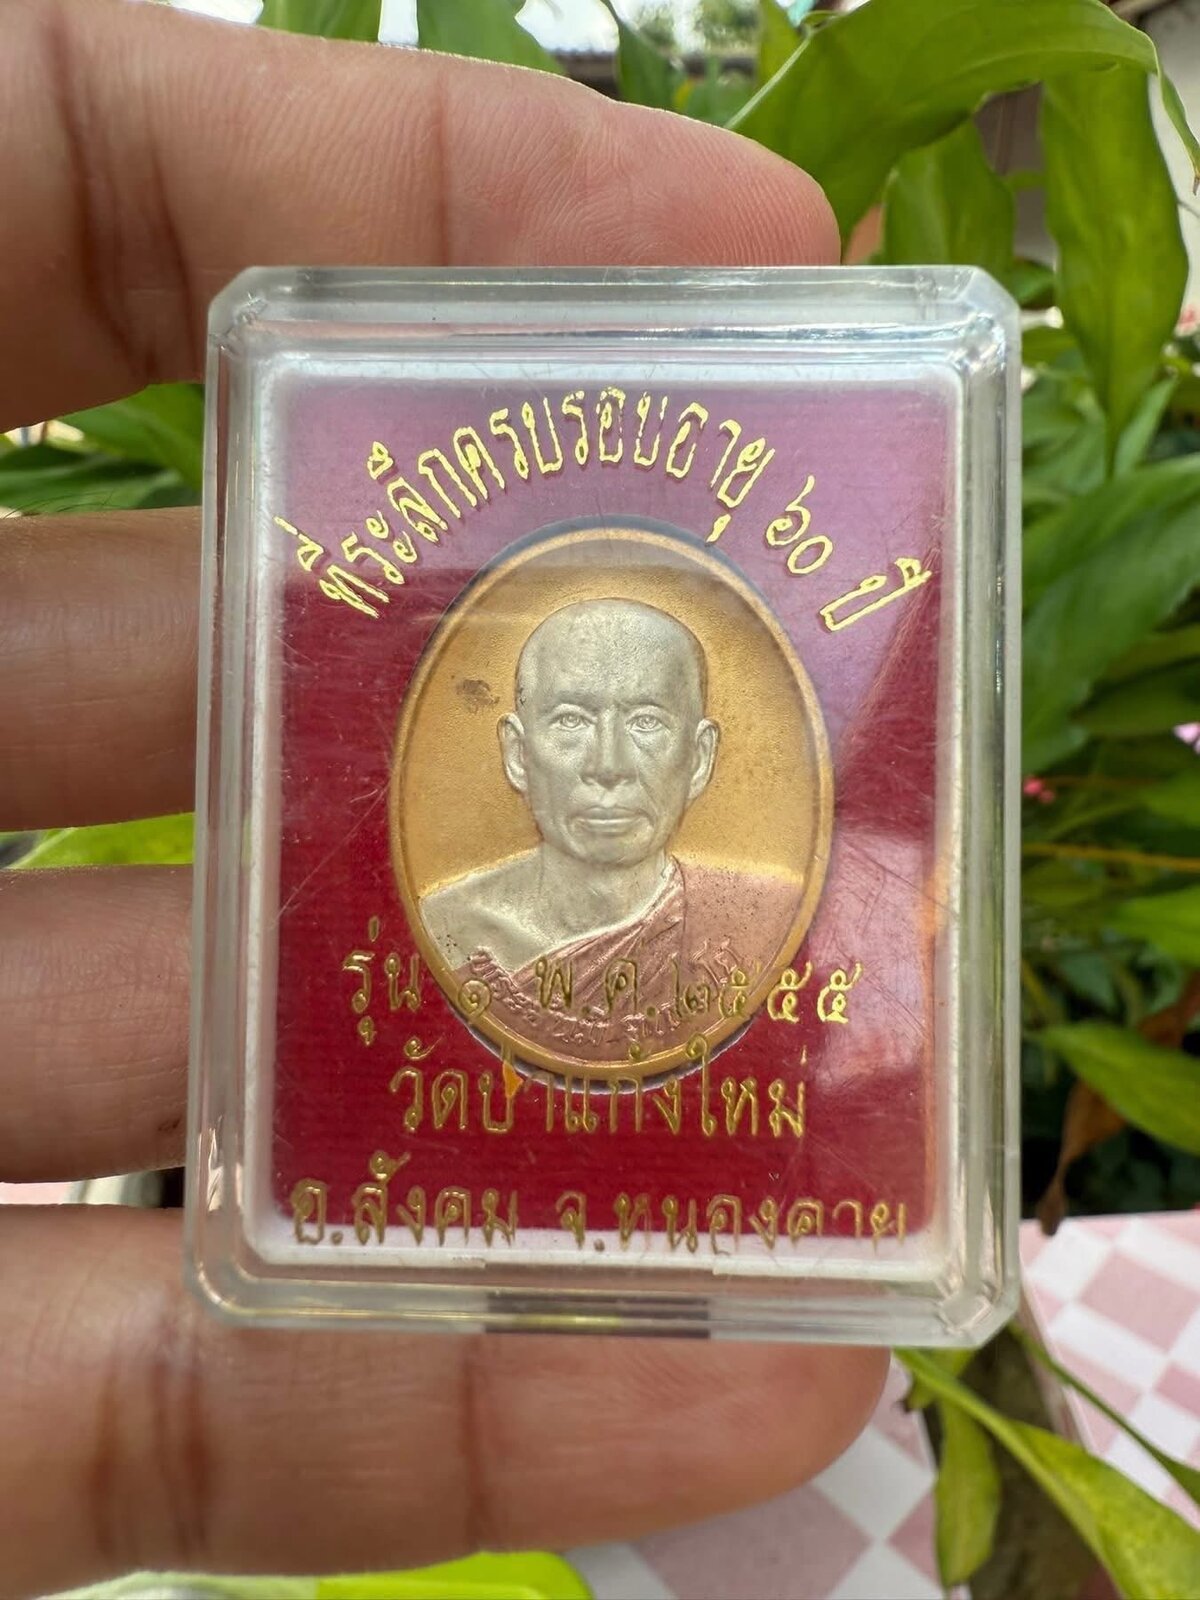 ที่ระลึกครบรอบอายุ ๖๐ ปี
รุ่น ๑ พ.ค.๒๕๕๕
วัดป่าแก้งใหม่
อ.สังคม จ.หนองคาย